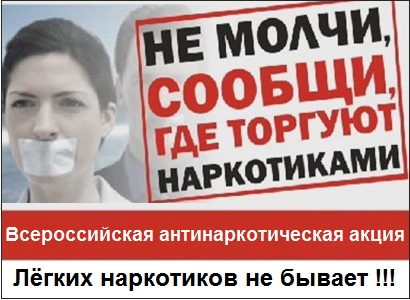 НЕ МОЛЧИ,
СООБЩИ,
ГДЕ ТОРГУЮТ
НАРКОТИКАМИ
Всероссийская антинаркотическая акция
Лёгких наркотиков не бывает !!!